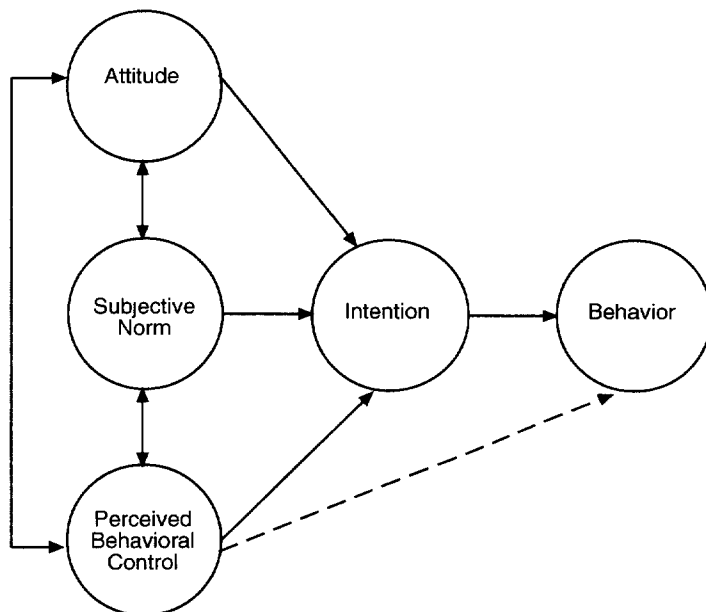 Attitude
Subjective
Norm
Intention
Behavior
Perceived
Behavioral
Control